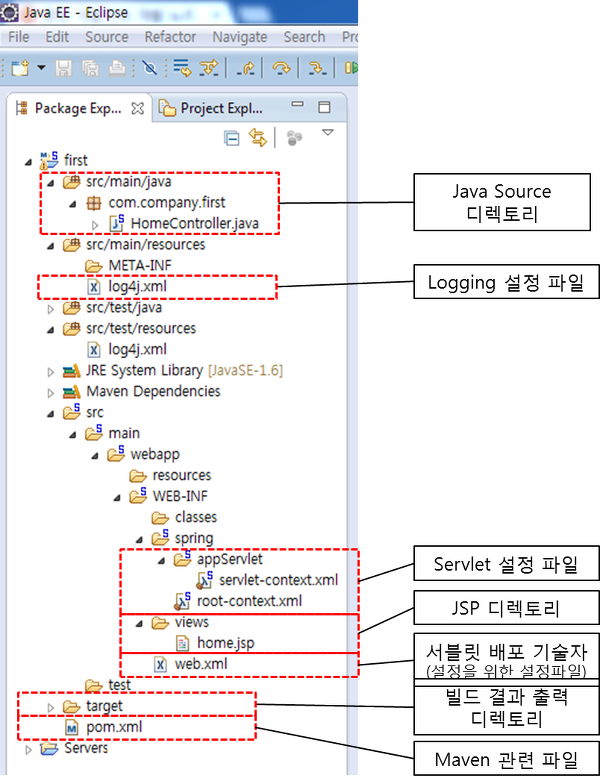 Java EE - Eclipse
File Edit Source Refactor Navigate Search
Package Exp... Project Expl...
first
src/main/java
com.company.first
HomeController.java
src/main/resources
META-INF
log4j.xml
src/test/java
src/test/resources
log4j.xml
JRE System Library [JavaSE-1.6]
Maven Dependencies
src
main
webapp
resources
WEB-INF
classes
spring
appServlet
servlet-context.xml
root-context.xml
views
home.jsp
web.xml
test
target
pom.xml
Servers
Java Source
디렉토리
Logging 설정 파일
Servlet 설정 파일
JSP 디렉토리
서블릿 배포 기술자
(설정을 위한 설정파일)
빌드 결과 출력
디렉토리
Maven 관련 파일